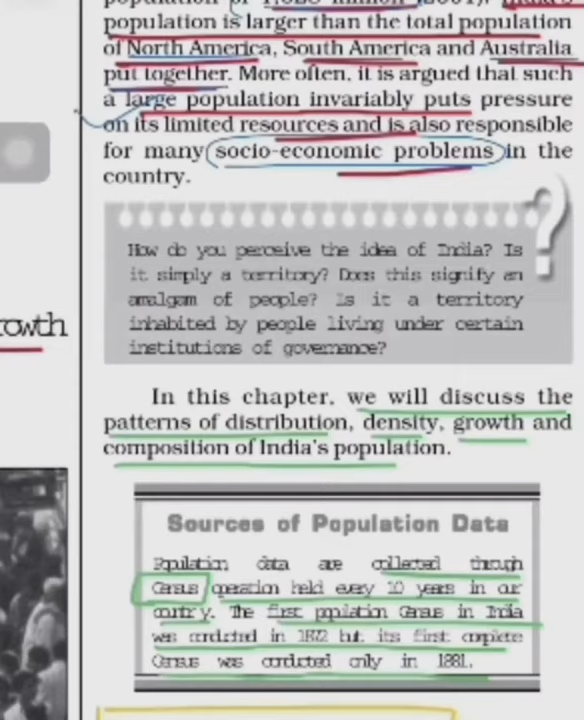 population is larger than the total population
of North America, South America and Australia
put together. More often, it is argued that such
a large population invariably puts pressure
on its limited resources and is also responsible
for many socio-economic problems in the
country.
?
How do you perceive the idea of India? Is
it simply a territory? Does this signify an
amalgam of people? Is it a territory
inhabited by people living under certain
institutions of governance?
rowth
In this chapter, we will discuss the
patterns of distribution, density, growth and
composition of India's population.
Sources of Population Data
Population data are collected through
Census operation held every 10 years in our
country. The first population Census in India
was conducted in 1872 but its first complete
Census was conducted only in 1881.